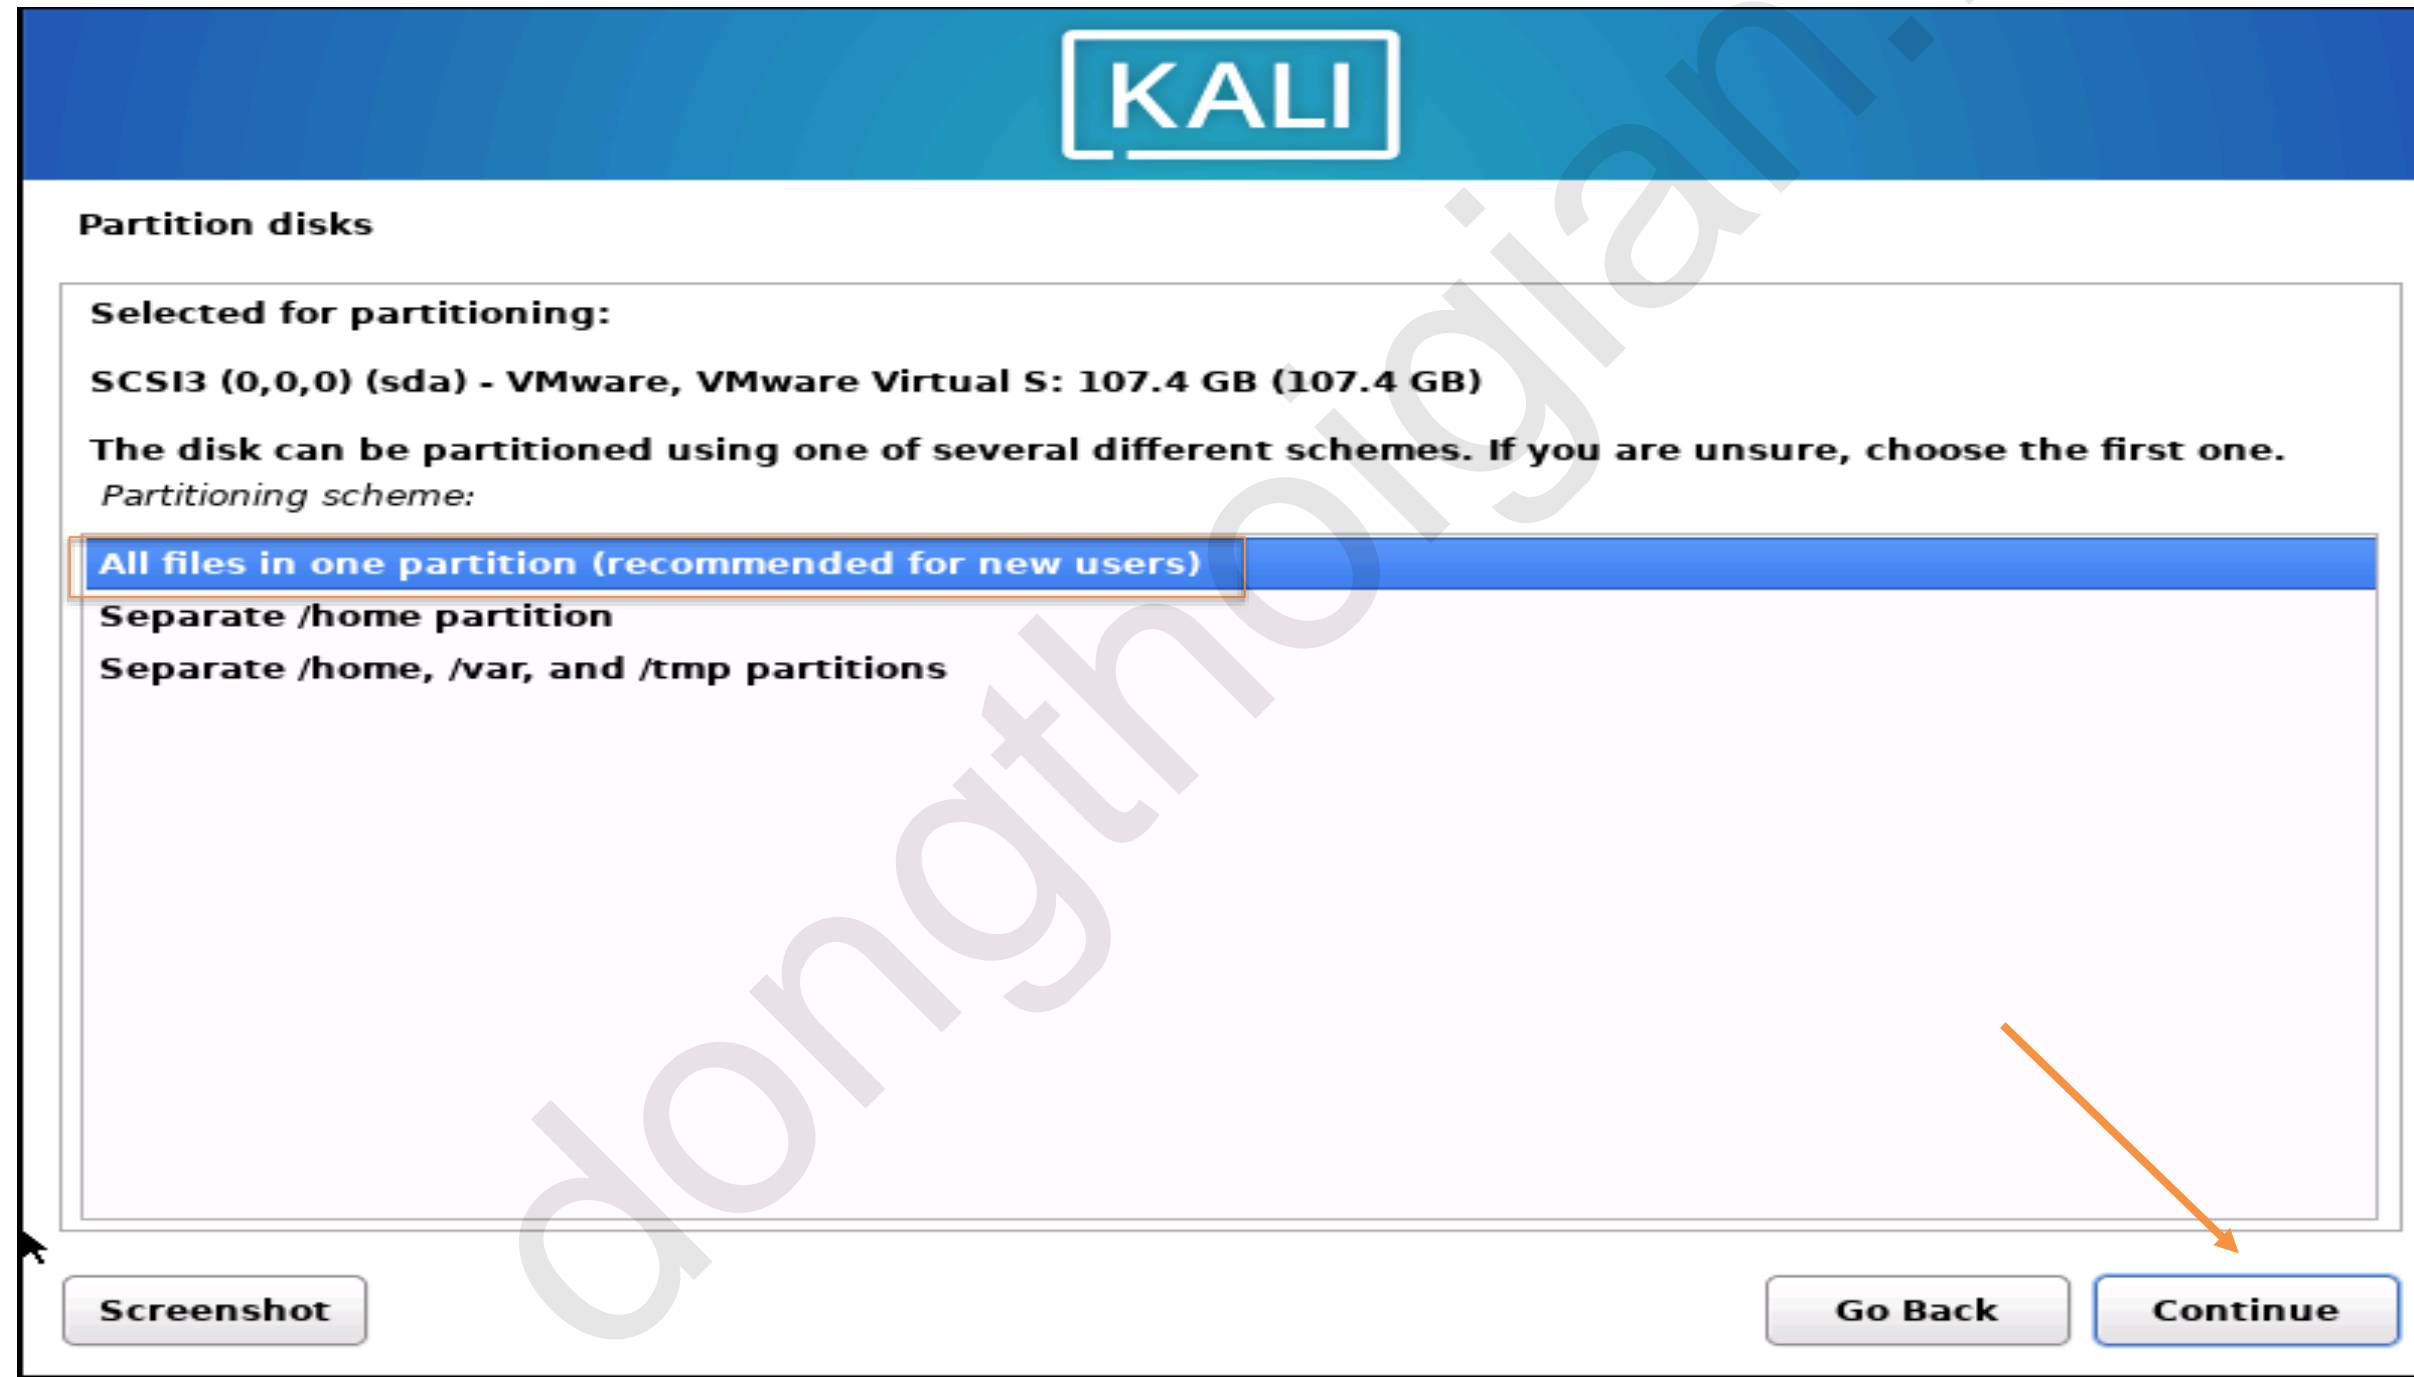 KALI
Partition disks
Selected for partitioning:
SCSI3 (0,0,0) (sda) - VMware, VMware Virtual S: 107.4 GB (107.4 GB)
The disk can be partitioned using one of several different schemes. If you are unsure, choose the first one.
Partitioning scheme:
All files in one partition (recommended for new users)
Separate /home partition
Separate /home, /var, and /tmp partitions
dongthoigian.
Screenshot
Go Back
Continue